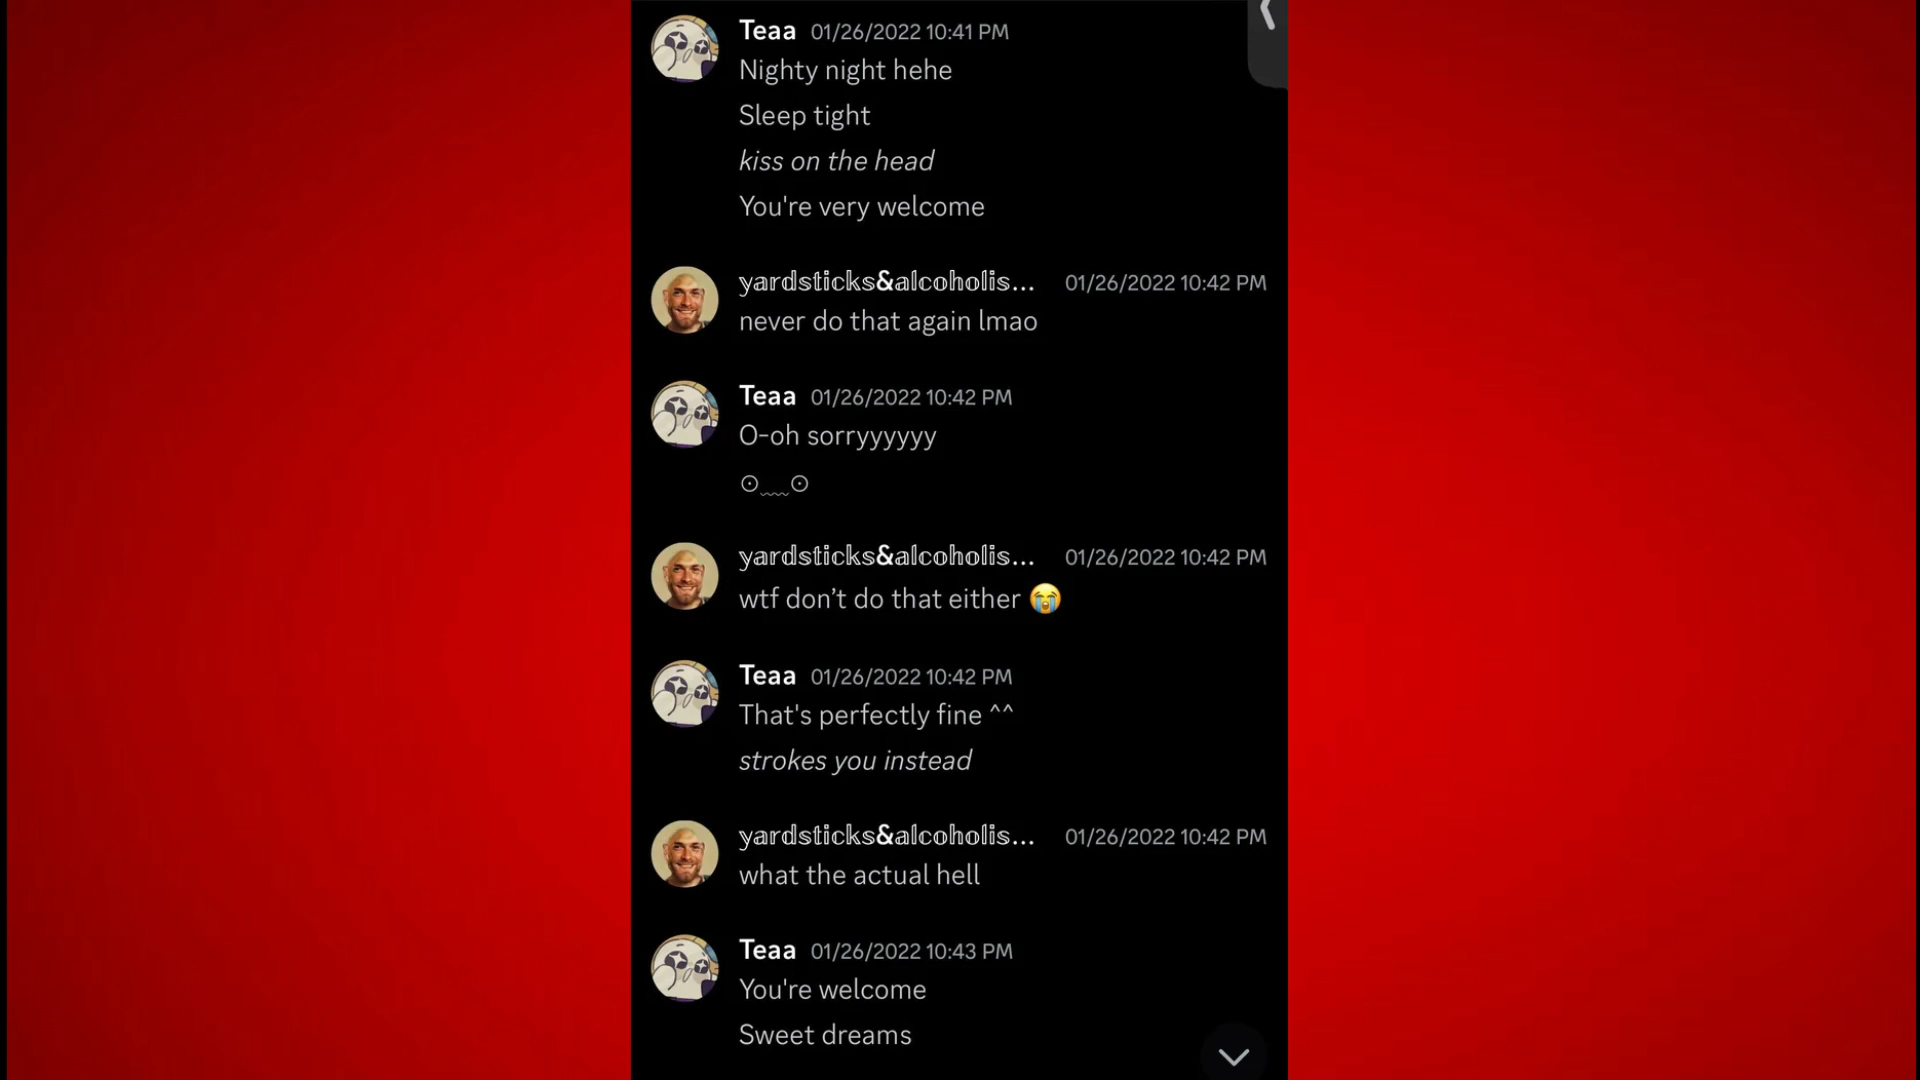 Teaa 01/26/2022 10:41 PM
Nighty night hehe
Sleep tight
kiss on the head
You're very welcome
𝕪𝕒𝕣𝕕𝕤𝕥𝕚𝕔𝕜𝕤&𝕒𝕝𝕔𝕠𝕙𝕠𝕝𝕚𝕤... 01/26/2022 10:42 PM
never do that again lmao
Teaa 01/26/2022 10:42 PM
O-oh sorryyyyyy
⊙﹏⊙
𝕪𝕒𝕣𝕕𝕤𝕥𝕚𝕔𝕜𝕤&𝕒𝕝𝕔𝕠𝕙𝕠𝕝𝕚𝕤... 01/26/2022 10:42 PM
wtf don’t do that either 😭
Teaa 01/26/2022 10:42 PM
That's perfectly fine ^^
strokes you instead
𝕪𝕒𝕣𝕕𝕤𝕥𝕚𝕔𝕜𝕤&𝕒𝕝𝕔𝕠𝕙𝕠𝕝𝕚𝕤... 01/26/2022 10:42 PM
what the actual hell
Teaa 01/26/2022 10:43 PM
You're welcome
Sweet dreams